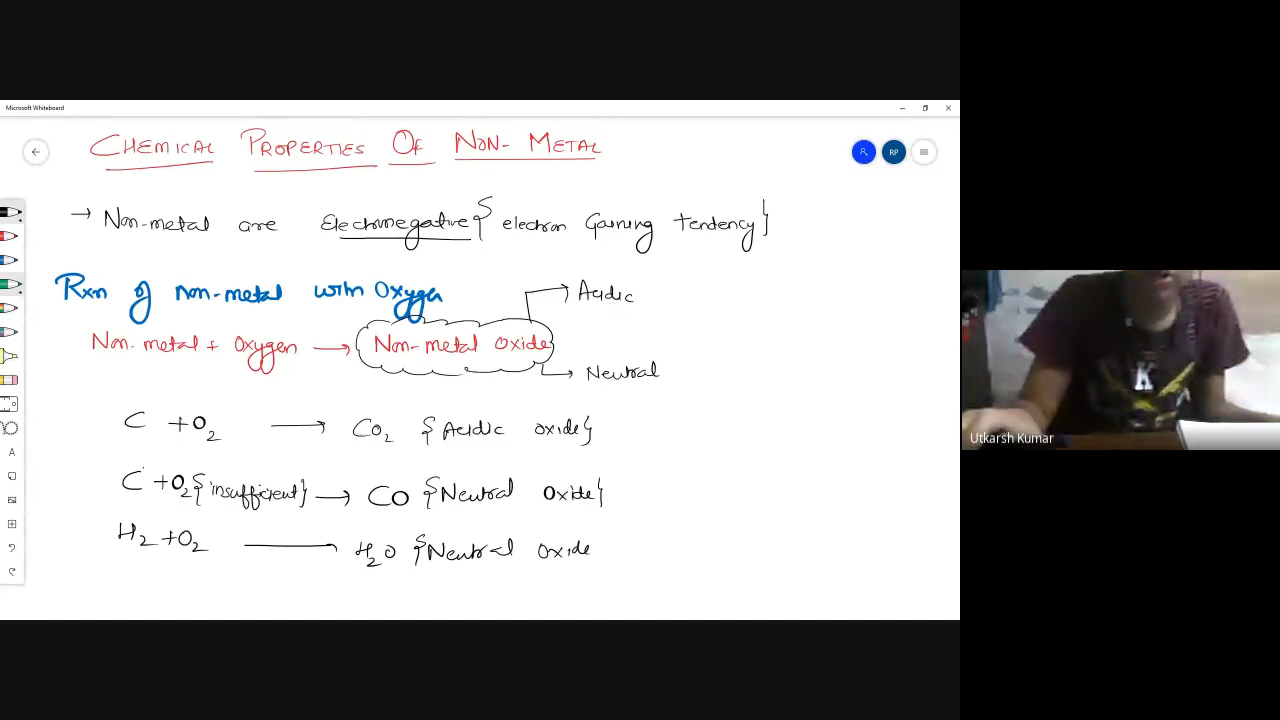 Microsoft Whiteboard
CHEMICAL PROPERTIES OF NON-METAL
RP
→ Non-metal are Electronegative { electron Gaining tendency }
Rxn of non-metal with Oxygen
Acidic
Non-metal + Oxygen → Non-metal Oxide
Neutral
C + O2 → CO2 { Acidic oxide }
C + O2 { insufficient } → CO { Neutral Oxide }
H2 + O2 → H2O { Neutral Oxide
K
Utkarsh Kumar
A